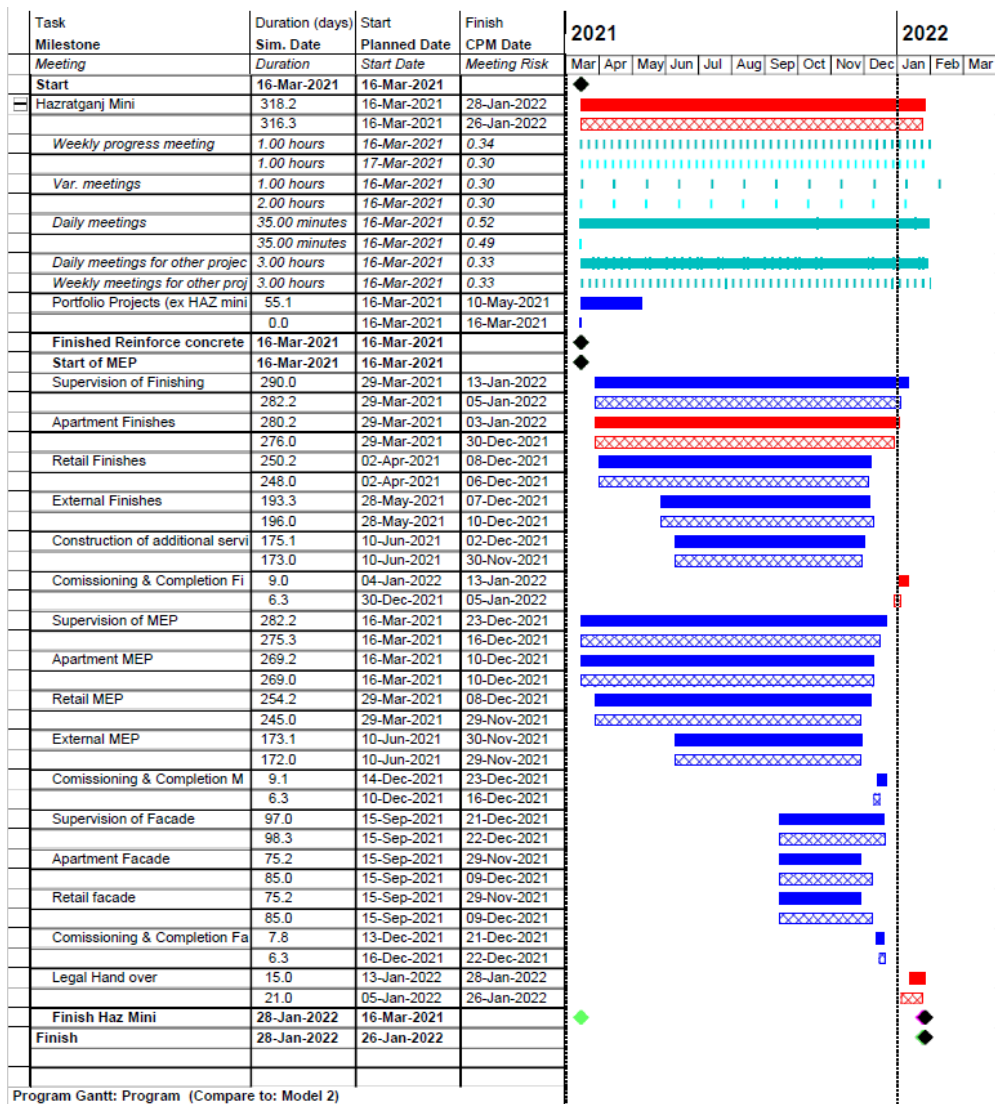 Task Duration (days) Start Finish 2021 2022
Milestone Sim. Date Planned Date CPM Date
Meeting Duration Start Date Meeting Risk Mar Apr May Jun Jul Aug Sep Oct Nov Dec Jan Feb Mar
Start 16-Mar-2021 16-Mar-2021
Hazratganj Mini 318.2 16-Mar-2021 28-Jan-2022
316.3 16-Mar-2021 26-Jan-2022
Weekly progress meeting 1.00 hours 16-Mar-2021 0.34
1.00 hours 17-Mar-2021 0.30
Var. meetings 1.00 hours 16-Mar-2021 0.30
2.00 hours 16-Mar-2021 0.30
Daily meetings 35.00 minutes 16-Mar-2021 0.52
35.00 minutes 16-Mar-2021 0.49
Daily meetings for other projec 3.00 hours 16-Mar-2021 0.33
Weekly meetings for other proj 3.00 hours 16-Mar-2021 0.33
Portfolio Projects (ex HAZ mini 55.1 16-Mar-2021 10-May-2021
0.0 16-Mar-2021 16-Mar-2021
Finished Reinforce concrete 16-Mar-2021 16-Mar-2021
Start of MEP 16-Mar-2021 16-Mar-2021
Supervision of Finishing 290.0 29-Mar-2021 13-Jan-2022
282.2 29-Mar-2021 05-Jan-2022
Apartment Finishes 280.2 29-Mar-2021 03-Jan-2022
276.0 29-Mar-2021 30-Dec-2021
Retail Finishes 250.2 02-Apr-2021 08-Dec-2021
248.0 02-Apr-2021 06-Dec-2021
External Finishes 193.3 28-May-2021 07-Dec-2021
196.0 28-May-2021 10-Dec-2021
Construction of additional servi 175.1 10-Jun-2021 02-Dec-2021
173.0 10-Jun-2021 30-Nov-2021
Comissioning & Completion Fi 9.0 04-Jan-2022 13-Jan-2022
6.3 30-Dec-2021 05-Jan-2022
Supervision of MEP 282.2 16-Mar-2021 23-Dec-2021
275.3 16-Mar-2021 16-Dec-2021
Apartment MEP 269.2 16-Mar-2021 10-Dec-2021
269.0 16-Mar-2021 10-Dec-2021
Retail MEP 254.2 29-Mar-2021 08-Dec-2021
245.0 29-Mar-2021 29-Nov-2021
External MEP 173.1 10-Jun-2021 30-Nov-2021
172.0 10-Jun-2021 29-Nov-2021
Comissioning & Completion M 9.1 14-Dec-2021 23-Dec-2021
6.3 10-Dec-2021 16-Dec-2021
Supervision of Facade 97.0 15-Sep-2021 21-Dec-2021
98.3 15-Sep-2021 22-Dec-2021
Apartment Facade 75.2 15-Sep-2021 29-Nov-2021
85.0 15-Sep-2021 09-Dec-2021
Retail facade 75.2 15-Sep-2021 29-Nov-2021
85.0 15-Sep-2021 09-Dec-2021
Comissioning & Completion Fa 7.8 13-Dec-2021 21-Dec-2021
6.3 16-Dec-2021 22-Dec-2021
Legal Hand over 15.0 13-Jan-2022 28-Jan-2022
21.0 05-Jan-2022 26-Jan-2022
Finish Haz Mini 28-Jan-2022 16-Mar-2021
Finish 28-Jan-2022 26-Jan-2022
Program Gantt: Program (Compare to: Model 2)